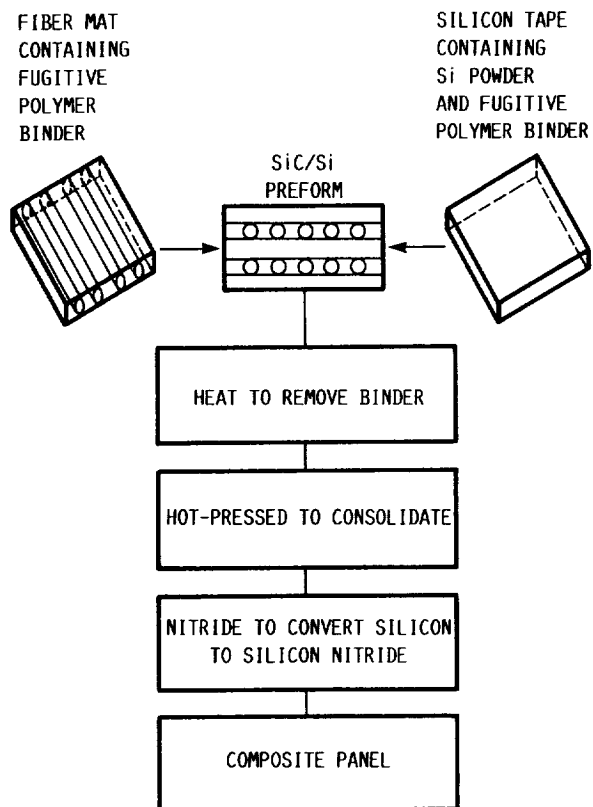 FIBER MAT
CONTAINING
FUGITIVE
POLYMER
BINDER
SILICON TAPE
CONTAINING
Si POWDER
AND FUGITIVE
POLYMER BINDER
SiC/Si
PREFORM
HEAT TO REMOVE BINDER
HOT-PRESSED TO CONSOLIDATE
NITRIDE TO CONVERT SILICON
TO SILICON NITRIDE
COMPOSITE PANEL